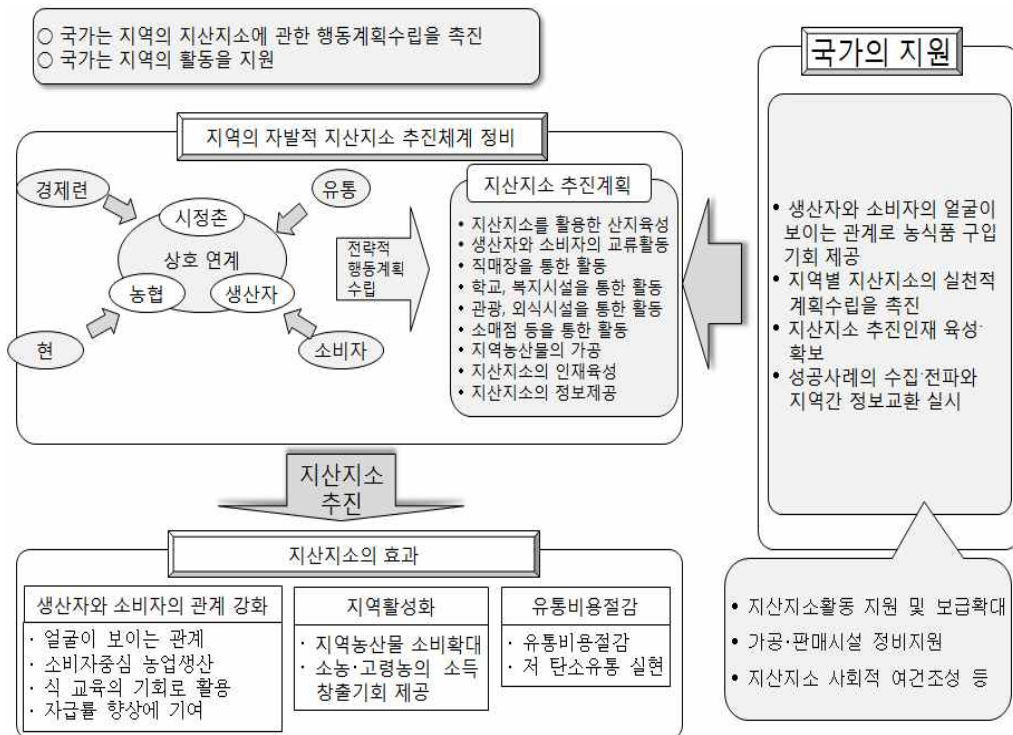 ○ 국가는 지역의 지산지소에 관한 행동계획수립을 촉진
○ 국가는 지역의 활동을 지원
지역의 자발적 지산지소 추진체계 정비
경제련
유통
시정촌
상호 연계
농협
생산자
현
소비자
전략적
행동계획
수립
지산지소 추진계획
• 지산지소를 활용한 산지육성
• 생산자와 소비자의 교류활동
• 직매장을 통한 활동
• 학교, 복지시설을 통한 활동
• 관광, 외식시설을 통한 활동
• 소매점 등을 통한 활동
• 지역농산물의 가공
• 지산지소의 인재육성
• 지산지소의 정보제공
국가의 지원
• 생산자와 소비자의 얼굴이
보이는 관계로 농식품 구입
기회 제공
• 지역별 지산지소의 실천적
계획수립을 촉진
• 지산지소 추진인재 육성·
확보
• 성공사례의 수집·전파와
지역간 정보교환 실시
• 지산지소활동 지원 및 보급확대
• 가공·판매시설 정비지원
• 지산지소 사회적 여건조성 등
지산지소
추진
지산지소의 효과
생산자와 소비자의 관계 강화
· 얼굴이 보이는 관계
· 소비자중심 농업생산
· 식 교육의 기회로 활용
· 자급률 향상에 기여
지역활성화
· 지역농산물 소비확대
· 소농·고령농의 소득
창출기회 제공
유통비용절감
· 유통비용절감
· 저 탄소유통 실현